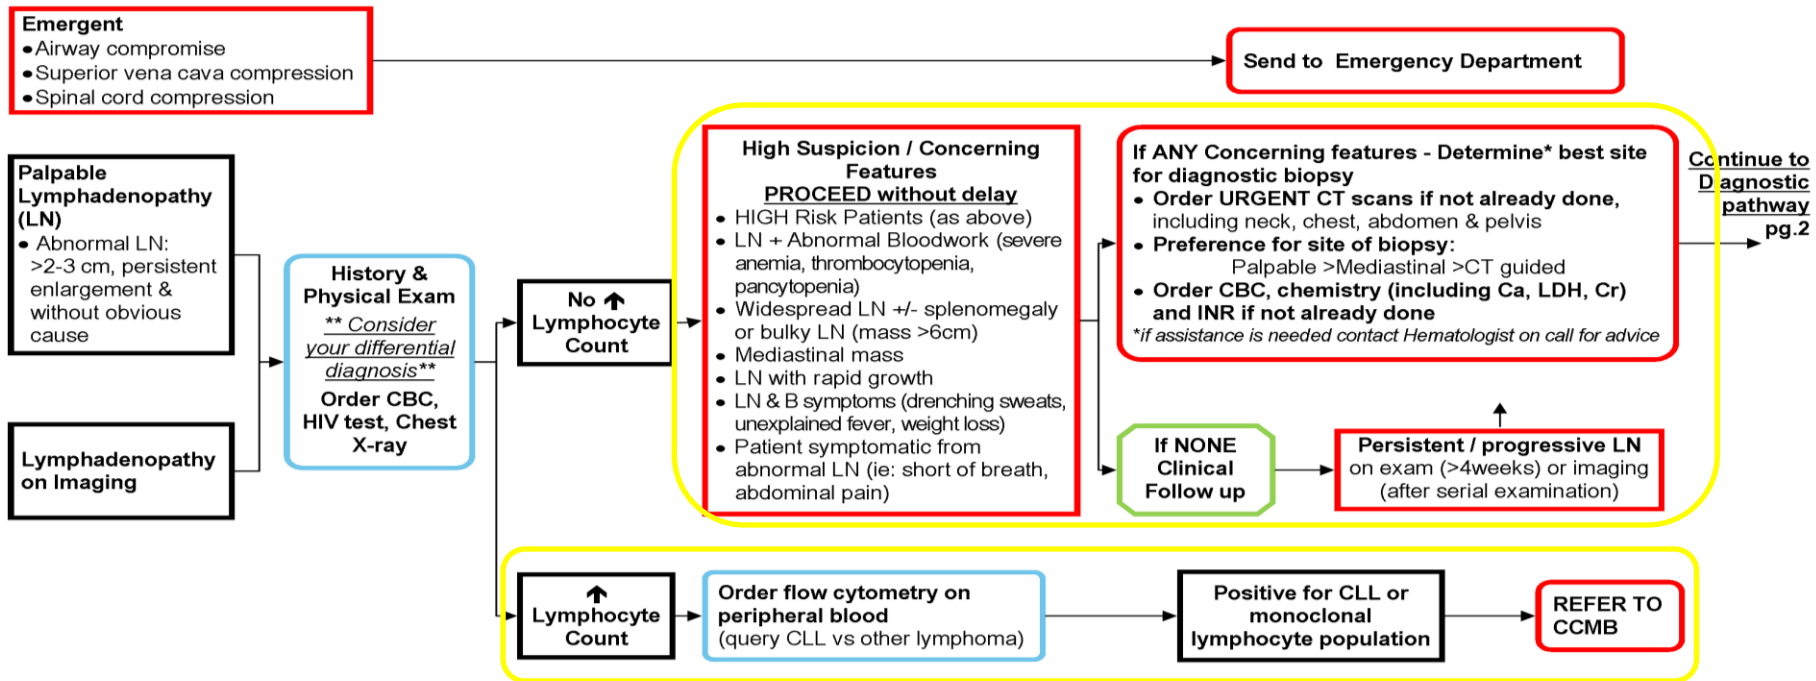 Emergent
•Airway compromise
•Superior vena cava compression
•Spinal cord compression
Send to Emergency Department
Palpable
Lymphadenopathy
(LN)
• Abnormal LN:
>2-3 cm, persistent
enlargement &
without obvious
cause
Lymphadenopathy
on Imaging
History &
Physical Exam
** Consider
your differential
diagnosis**
Order CBC,
HIV test, Chest
X-ray
No ↑
Lymphocyte
Count
High Suspicion / Concerning
Features
PROCEED without delay
• HIGH Risk Patients (as above)
• LN + Abnormal Bloodwork (severe
anemia, thrombocytopenia,
pancytopenia)
• Widespread LN +/- splenomegaly
or bulky LN (mass >6cm)
• Mediastinal mass
• LN with rapid growth
• LN & B symptoms (drenching sweats,
unexplained fever, weight loss)
• Patient symptomatic from
abnormal LN (ie: short of breath,
abdominal pain)
If ANY Concerning features - Determine* best site
for diagnostic biopsy
• Order URGENT CT scans if not already done,
including neck, chest, abdomen & pelvis
• Preference for site of biopsy:
Palpable >Mediastinal >CT guided
• Order CBC, chemistry (including Ca, LDH, Cr)
and INR if not already done
*if assistance is needed contact Hematologist on call for advice
Continue to
Diagnostic
pathway
pg.2
If NONE
Clinical
Follow up
Persistent / progressive LN
on exam (>4weeks) or imaging
(after serial examination)
↑
Lymphocyte
Count
Order flow cytometry on
peripheral blood
(query CLL vs other lymphoma)
Positive for CLL or
monoclonal
lymphocyte population
REFER TO
CCMB